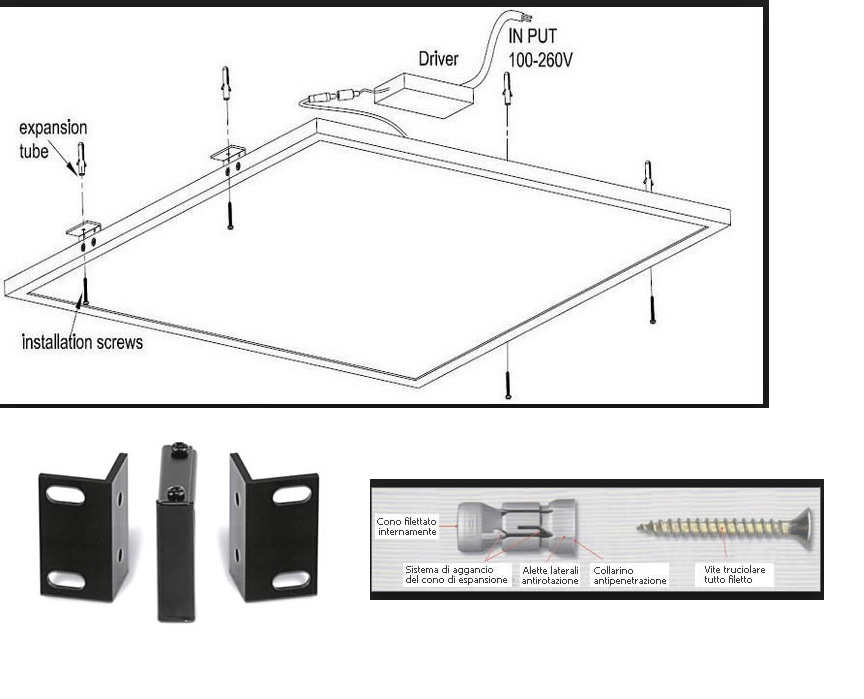 IN PUT
Driver
100-260V
expansion
tube
installation screws
Cono filettato
internamente
Sistema di aggancio
del cono di espansione
Alette laterali
antirotazione
Collarino
antipenetrazione
Vite truciolare
tutto filetto